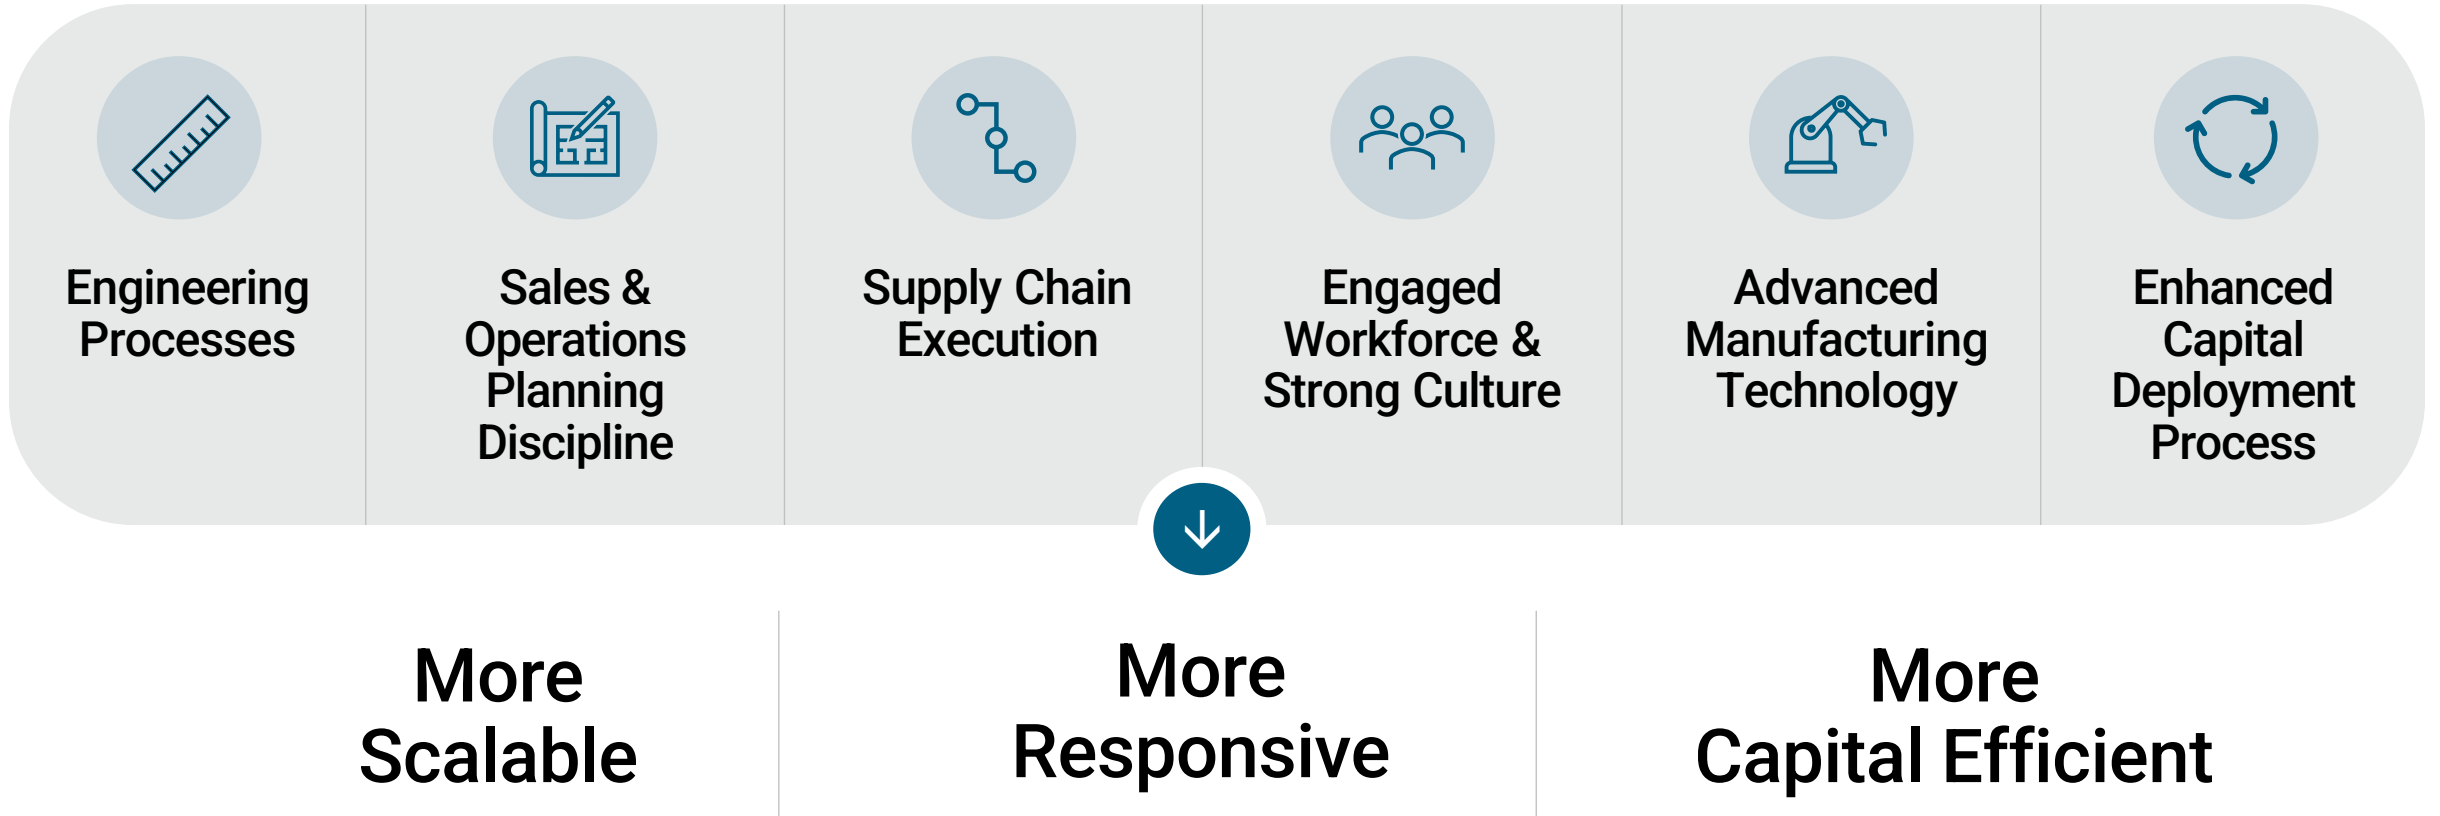 Engineering
Processes
Sales &
Operations
Planning
Discipline
Supply Chain
Execution
Engaged
Workforce &
Strong Culture
Advanced
Manufacturing
Technology
Enhanced
Capital
Deployment
Process
More
Scalable
More
Responsive
More
Capital Efficient